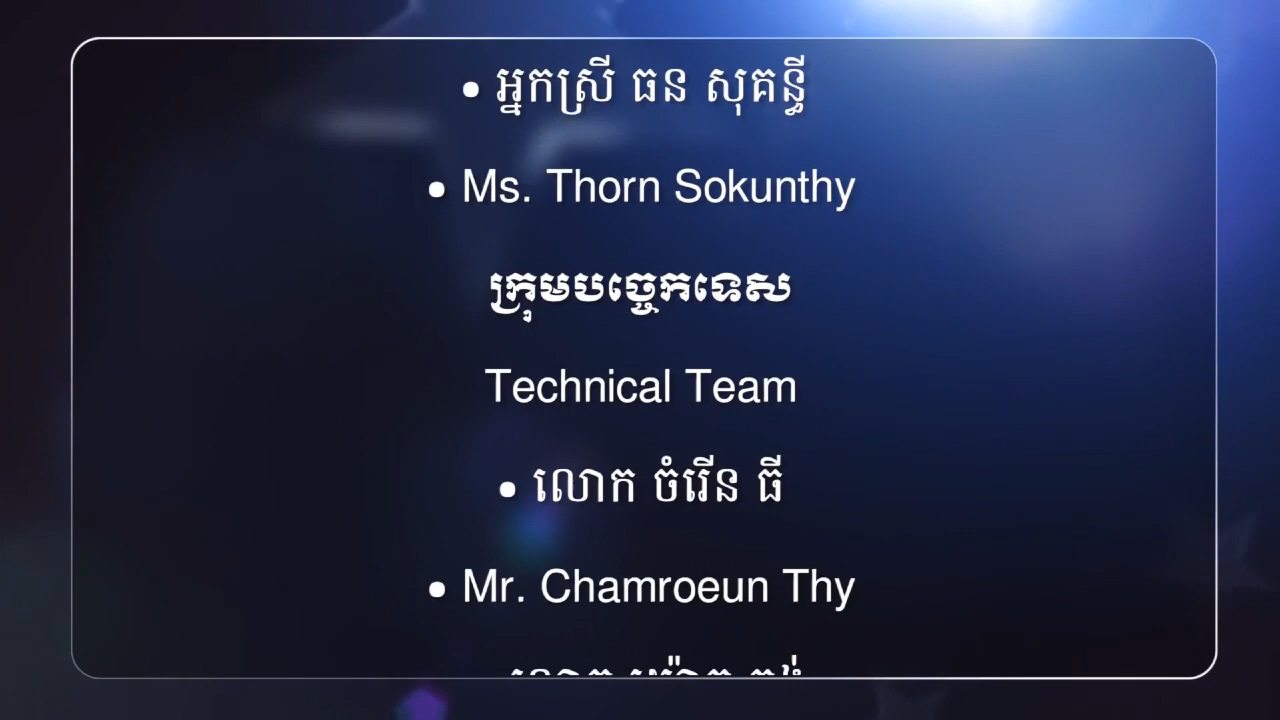 • អ្នកស្រី ធន សុគន្ធី
• Ms. Thorn Sokunthy
ក្រុមបច្ចេកទេស
Technical Team
• លោក ចំរើន ធី
• Mr. Chamroeun Thy